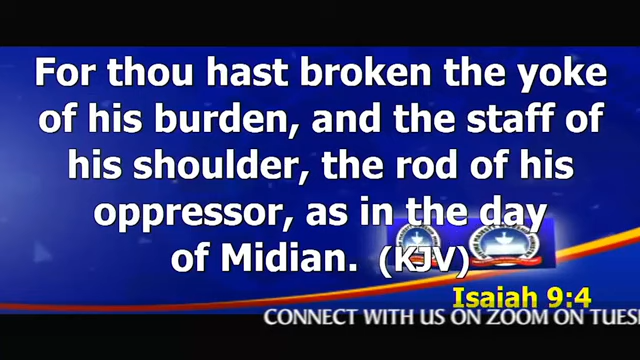 For thou hast broken the yoke
of his burden, and the staff of
his shoulder, the rod of his
oppressor, as in the day
of Midian. (KJV)
Isaiah 9:4
CONNECT WITH US ON ZOOM ON TUES